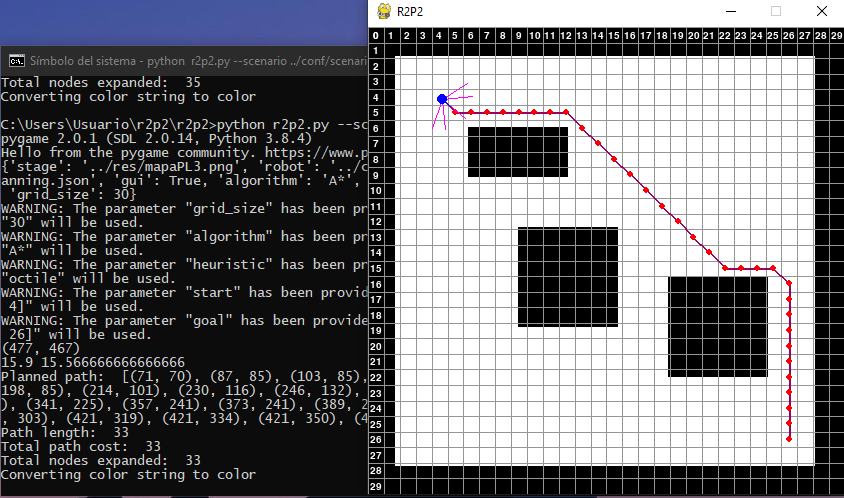 Símbolo del sistema - python r2p2.py --scenario ../conf/scenar
Total nodes expanded:  35
Converting color string to color
C:\Users\Usuario\r2p2\r2p2>python r2p2.py --sc
pygame 2.0.1 (SDL 2.0.14, Python 3.8.4)
Hello from the pygame community. https://www.p
{'stage': '../res/mapaPL3.png', 'robot': '../c
anning.json', 'gui': True, 'algorithm': 'A*',
 'grid_size': 30}
WARNING: The parameter "grid_size" has been pr
"30" will be used.
WARNING: The parameter "algorithm" has been pr
"A*" will be used.
WARNING: The parameter "heuristic" has been pr
"octile" will be used.
WARNING: The parameter "start" has been provid
 4]" will be used.
WARNING: The parameter "goal" has been provide
 26]" will be used.
(477, 467)
15.9 15.566666666666666
Planned path:  [(71, 70), (87, 85), (103, 85),
198, 85), (214, 101), (230, 116), (246, 132),
), (341, 225), (357, 241), (373, 241), (389, 2
, 303), (421, 319), (421, 334), (421, 350), (4
Path length:  33
Total path cost:  33
Total nodes expanded:  33
Converting color string to color
R2P2
0 1 2 3 4 5 6 7 8 9 10 11 12 13 14 15 16 17 18 19 20 21 22 23 24 25 26 27 28 29
1
2
3
4
5
6
7
8
9
10
11
12
13
14
15
16
17
18
19
20
21
22
23
24
25
26
27
28
29